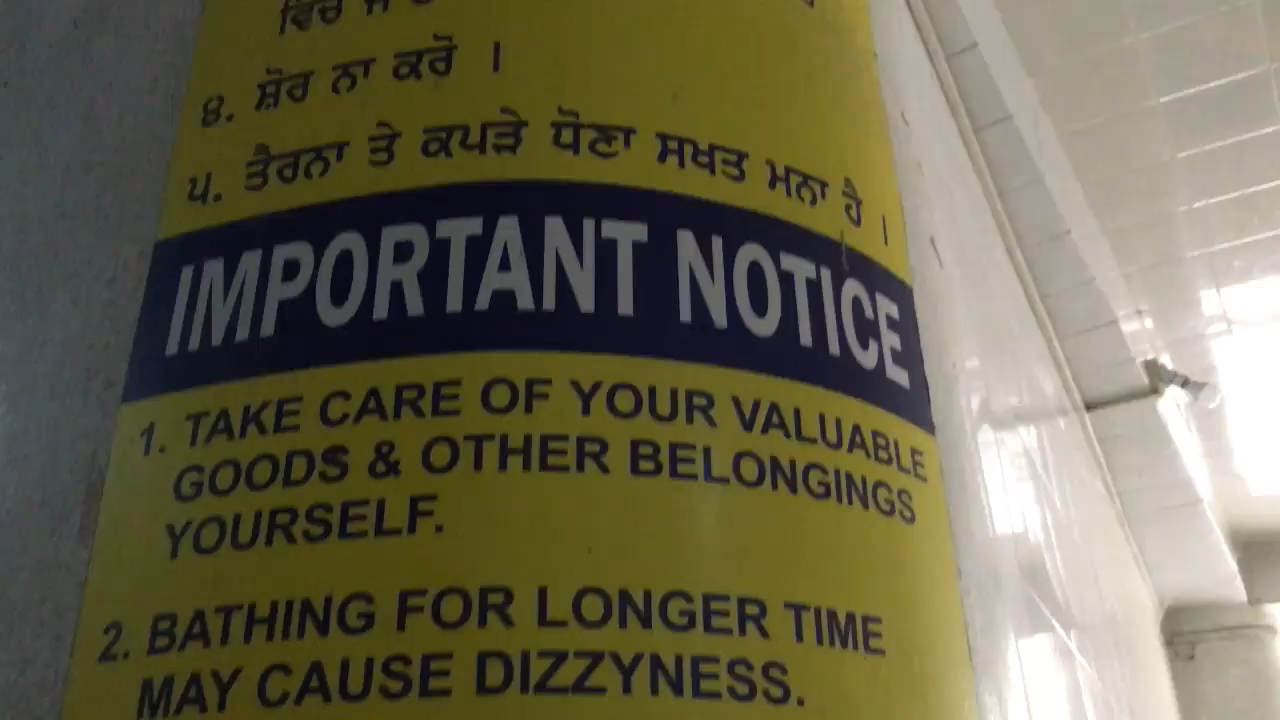 ਵਿੱਚ
੪. ਸ਼ੋਰ ਨਾ ਕਰੋ ।
੫. ਤੈਰਨਾ ਤੇ ਕਪੜੇ ਧੋਣਾ ਸਖਤ ਮਨਾ ਹੈ ।
IMPORTANT NOTICE
1. TAKE CARE OF YOUR VALUABLE
GOODS & OTHER BELONGINGS
YOURSELF.
2. BATHING FOR LONGER TIME
MAY CAUSE DIZZYNESS.